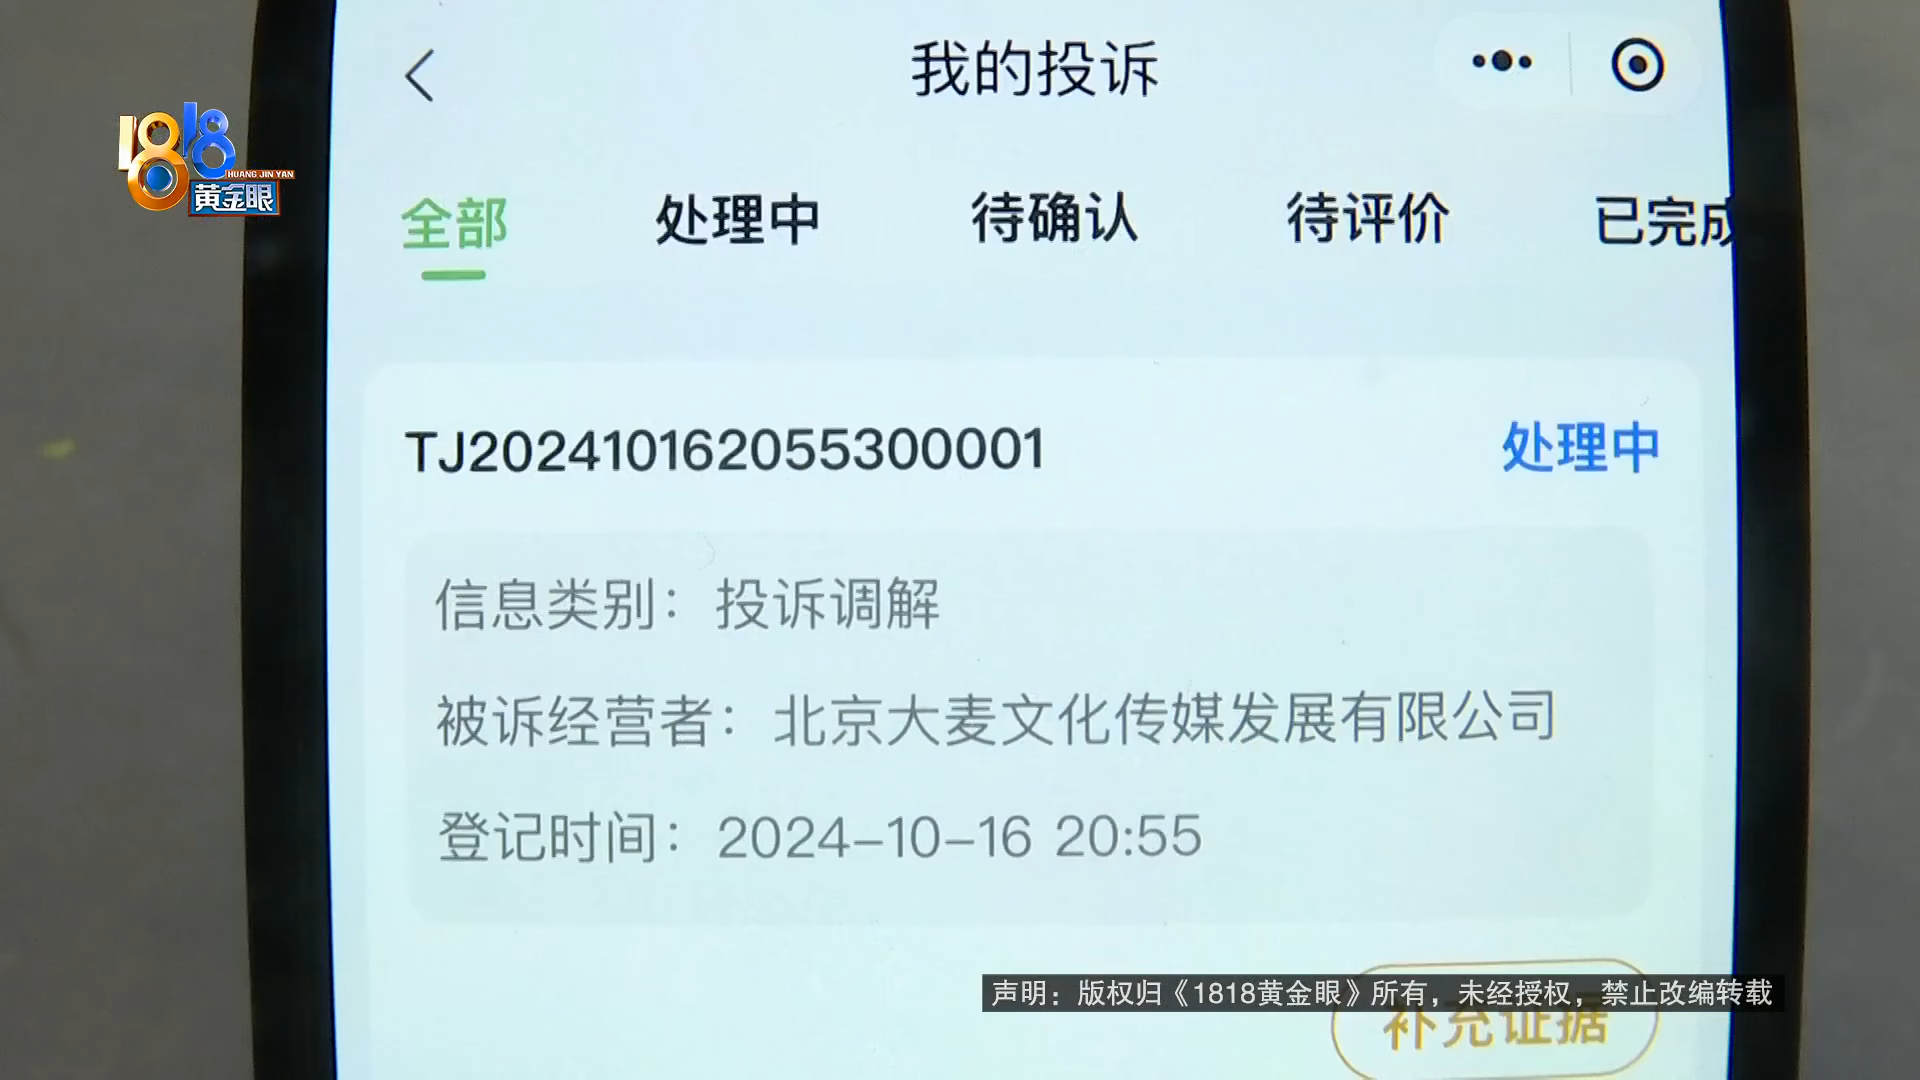 我的投诉
1818
HUANG JIN YAN
黄金眼
全部 处理中 待确认 待评价 已完成
TJ20241016205530​0001 处理中
信息类别：投诉调解
被诉经营者：北京大麦文化传媒发展有限公司
登记时间：2024-10-16 20:55
声明：版权归《1818黄金眼》所有，未经授权，禁止改编转载
补充证据